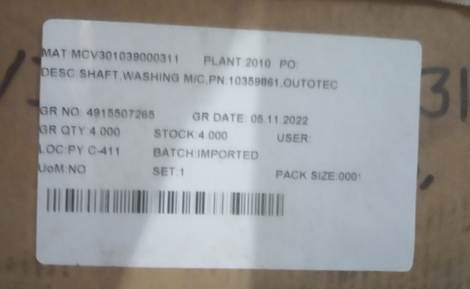 MAT MCV301039000311 PLANT 2010 PO:
DESC:SHAFT,WASHING M/C,PN:10359861,OUTOTEC
GR NO: 4915507265 GR DATE: 05.11.2022
GR QTY:4.000 STOCK:4.000 USER:
LOC:PY C-411 BATCH:IMPORTED
UoM:NO SET:1 PACK SIZE:0001
31